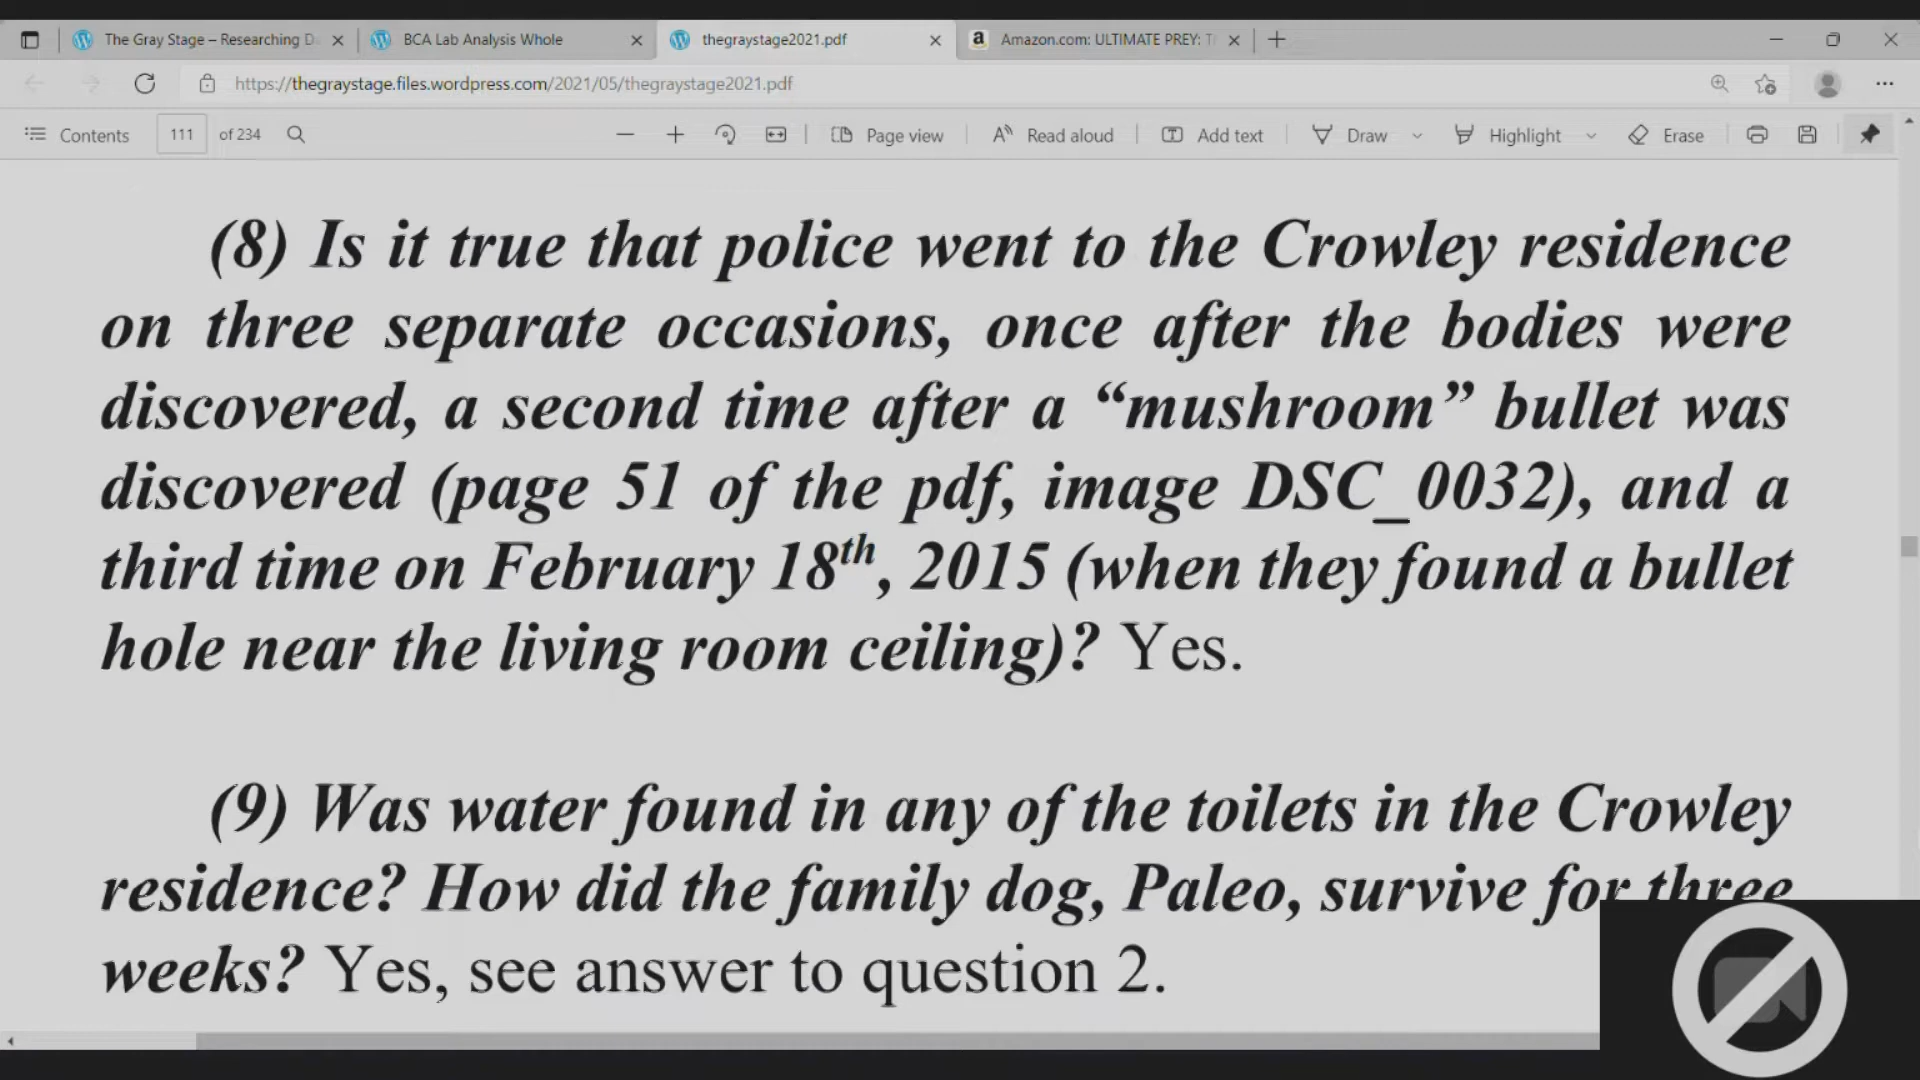 The Gray Stage – Researching D
BCA Lab Analysis Whole
thegraystage2021.pdf
Amazon.com: ULTIMATE PREY: T
https://thegraystage.files.wordpress.com/2021/05/thegraystage2021.pdf
Contents
111
of 234
Page view
Read aloud
Add text
Draw
Highlight
Erase
(8) Is it true that police went to the Crowley residence
on three separate occasions, once after the bodies were
discovered, a second time after a “mushroom” bullet was
discovered (page 51 of the pdf, image DSC_0032), and a
third time on February 18th, 2015 (when they found a bullet
hole near the living room ceiling)? Yes.
(9) Was water found in any of the toilets in the Crowley
residence? How did the family dog, Paleo, survive for three
weeks? Yes, see answer to question 2.